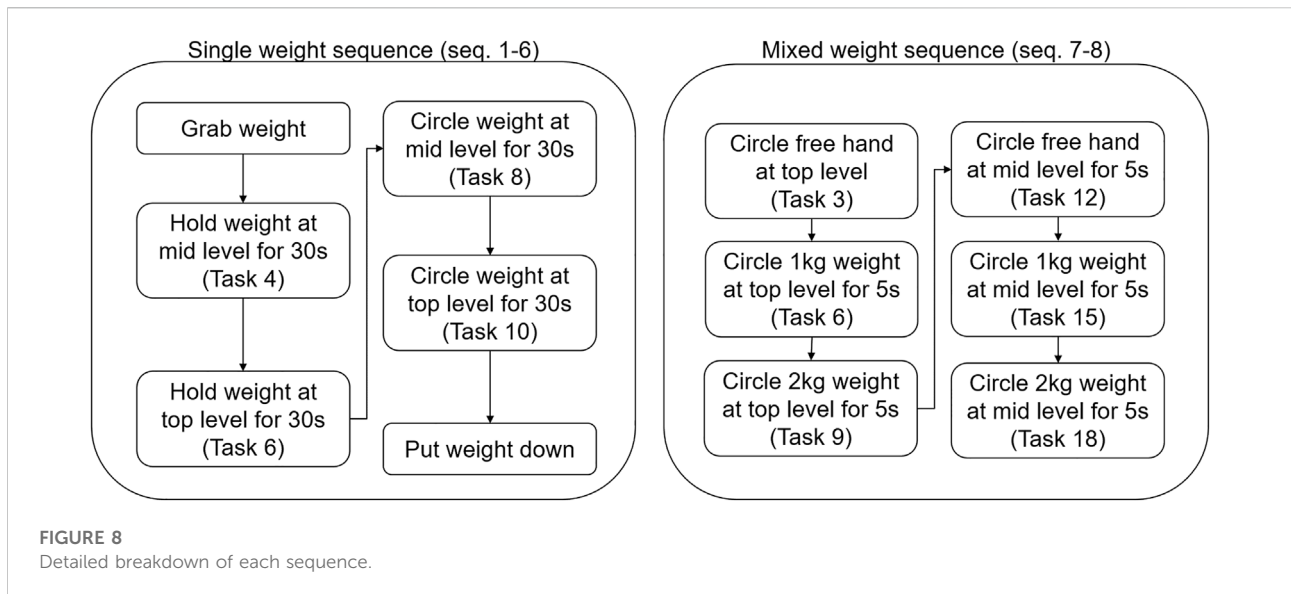 Single weight sequence (seq. 1-6)
Grab weight
Hold weight at
mid level for 30s
(Task 4)
Hold weight at
top level for 30s
(Task 6)
Circle weight at
mid level for 30s
(Task 8)
Circle weight at
top level for 30s
(Task 10)
Put weight down
Mixed weight sequence (seq. 7-8)
Circle free hand
at top level
(Task 3)
Circle 1kg weight
at top level for 5s
(Task 6)
Circle 2kg weight
at top level for 5s
(Task 9)
Circle free hand
at mid level for 5s
(Task 12)
Circle 1kg weight
at mid level for 5s
(Task 15)
Circle 2kg weight
at mid level for 5s
(Task 18)
FIGURE 8
Detailed breakdown of each sequence.